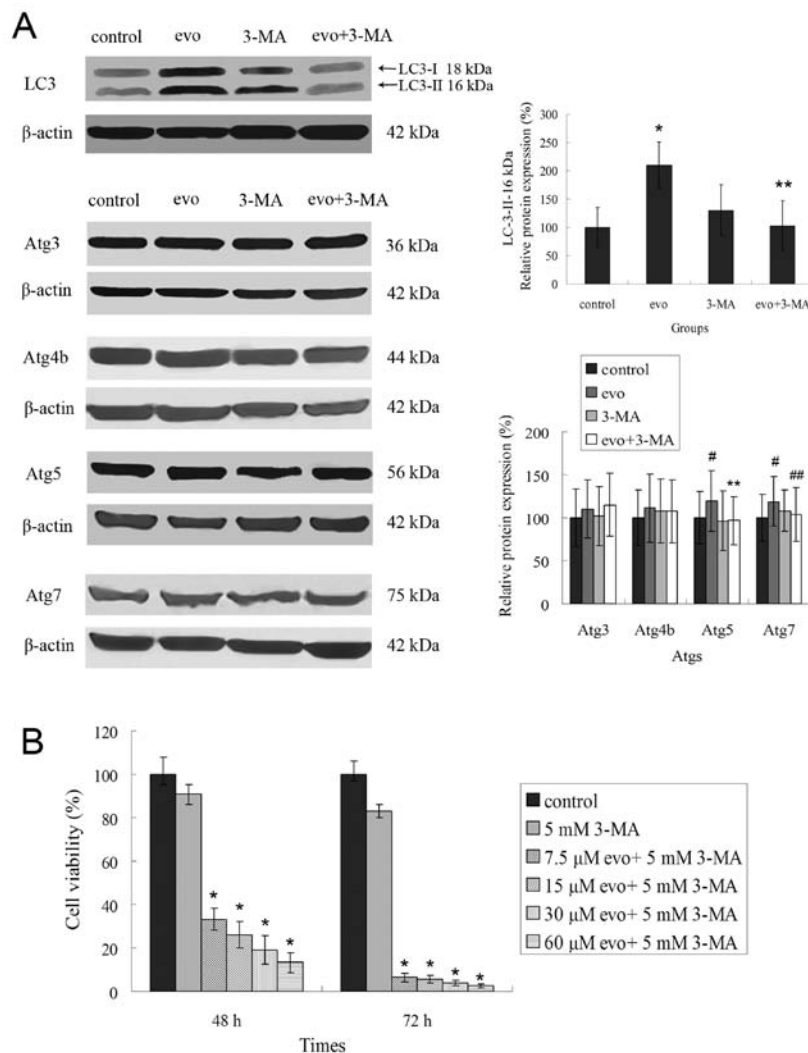 A
control evo 3-MA evo+3-MA
LC3
LC3-I 18 kDa
LC3-II 16 kDa
β-actin
42 kDa
control evo 3-MA evo+3-MA
Atg3
36 kDa
β-actin
42 kDa
Atg4b
44 kDa
β-actin
42 kDa
Atg5
56 kDa
β-actin
42 kDa
Atg7
75 kDa
β-actin
42 kDa
LC-3-II-16 kDa
Relative protein expression (%)
300
250
200
150
100
50
0
*
**
control evo 3-MA evo+3-MA
Groups
control
evo
3-MA
evo+3-MA
Relative protein expression (%)
200
150
100
50
0
# ** # ##
Atg3 Atg4b Atg5 Atg7
Atgs
B
Cell viability (%)
120
100
80
60
40
20
0
* * * * * * * *
48 h 72 h
Times
control
5 mM 3-MA
7.5 μM evo+ 5 mM 3-MA
15 μM evo+ 5 mM 3-MA
30 μM evo+ 5 mM 3-MA
60 μM evo+ 5 mM 3-MA